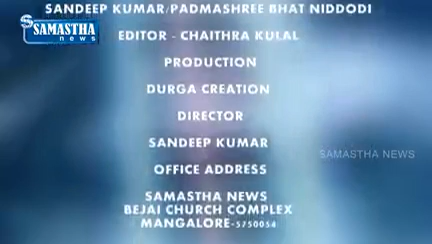 SANDEEP KUMAR/PADMASHREE BHAT NIDDODI
SAMASTHA
news
EDITOR - CHAITHRA KULAL
PRODUCTION
DURGA CREATION
DIRECTOR
SANDEEP KUMAR
SAMASTHA NEWS
OFFICE ADDRESS
SAMASTHA NEWS
BEJAI CHURCH COMPLEX
MANGALORE-5750054